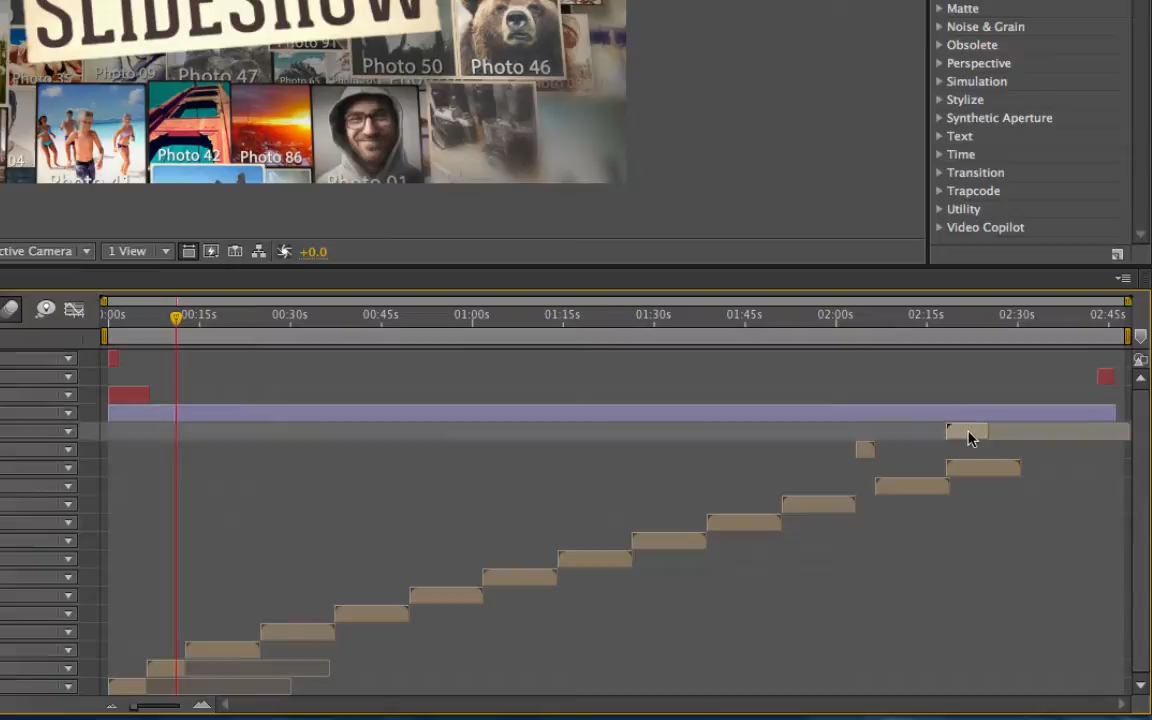 SLIDESHOW
Photo 91
Photo 35
Photo 09
Photo 47
Photo 65
Photo 50
Photo 46
04
Photo 41
Photo 42
Photo 86
Photo 01
Matte
Noise & Grain
Obsolete
Perspective
Simulation
Stylize
Synthetic Aperture
Text
Time
Transition
Trapcode
Utility
Video Copilot
ctive Camera
1 View
+0.0
):00s
00:15s
00:30s
00:45s
01:00s
01:15s
01:30s
01:45s
02:00s
02:15s
02:30s
02:45s